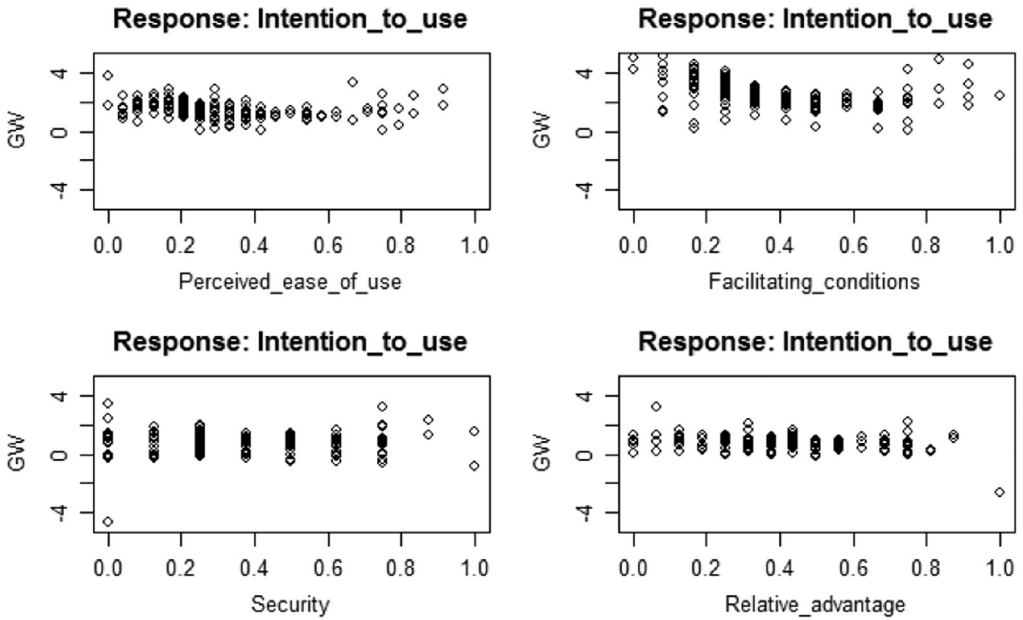 Response: Intention_to_use
GW
4
0
-4
0.0 0.2 0.4 0.6 0.8 1.0
Perceived_ease_of_use
Response: Intention_to_use
GW
4
0
-4
0.0 0.2 0.4 0.6 0.8 1.0
Facilitating_conditions
Response: Intention_to_use
GW
4
0
-4
0.0 0.2 0.4 0.6 0.8 1.0
Security
Response: Intention_to_use
GW
4
0
-4
0.0 0.2 0.4 0.6 0.8 1.0
Relative_advantage